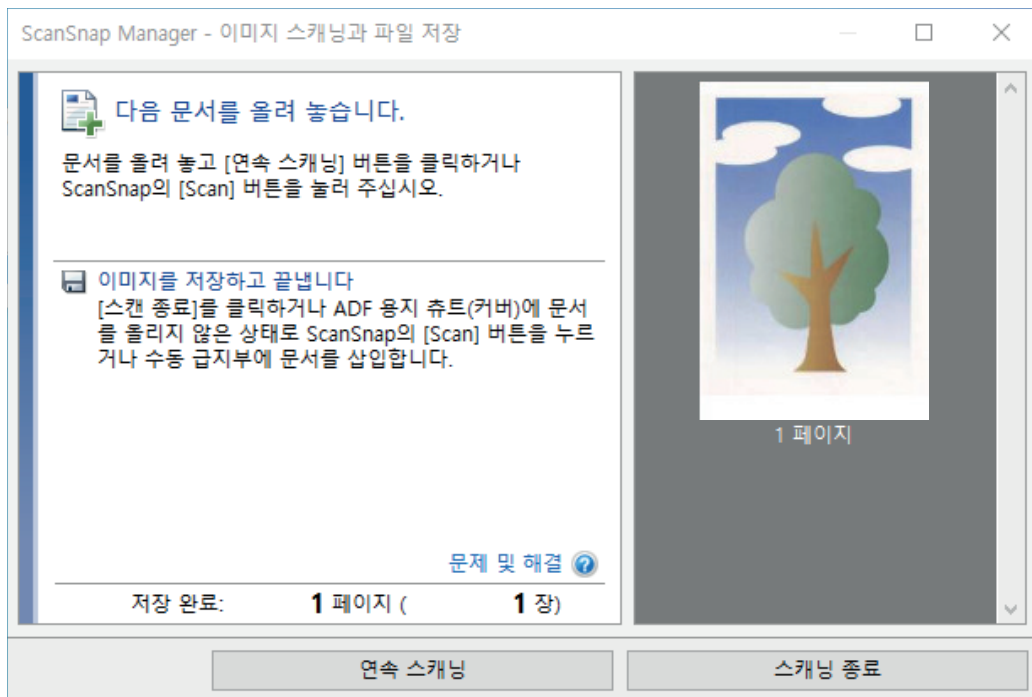 ScanSnap Manager - 이미지 스캐닝과 파일 저장
다음 문서를 올려 놓습니다.
문서를 올려 놓고 [연속 스캐닝] 버튼을 클릭하거나
ScanSnap의 [Scan] 버튼을 눌러 주십시오.
이미지를 저장하고 끝냅니다
[스캔 종료]를 클릭하거나 ADF 용지 츄트(커버)에 문서
를 올리지 않은 상태로 ScanSnap의 [Scan] 버튼을 누르
거나 수동 급지부에 문서를 삽입합니다.
문제 및 해결
저장 완료: 1 페이지 ( 1 장)
1 페이지
연속 스캐닝
스캐닝 종료